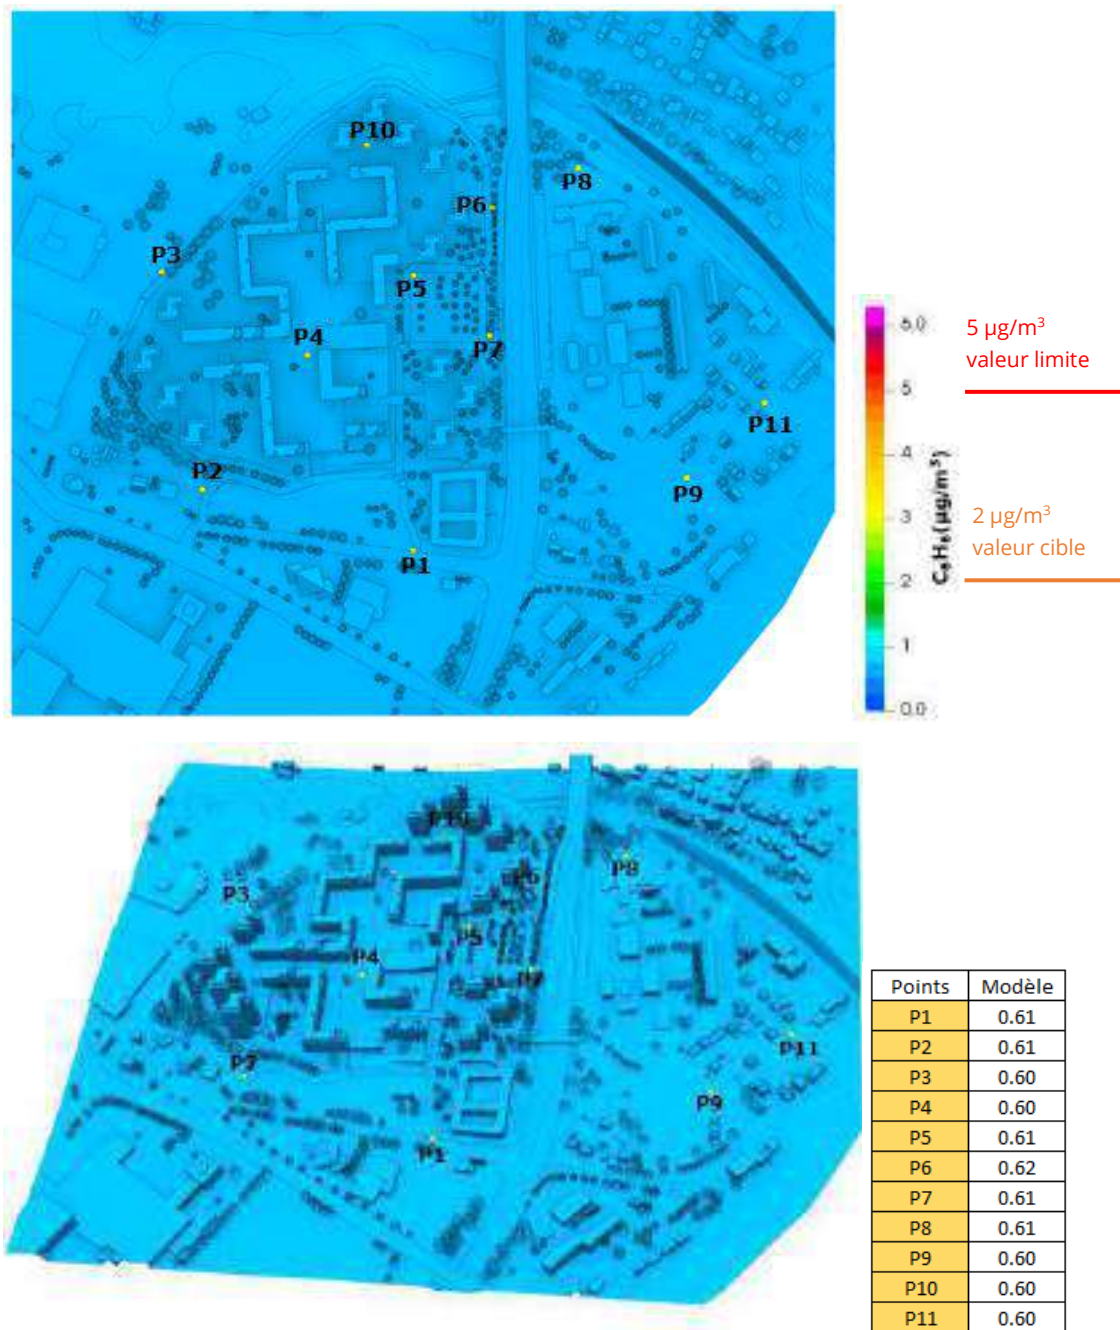 P10
P8
P6
P3
P5
P4
P7
P11
P2
P9
P1
6.0
5
4
3
2
1
0.0
C₆H₆(µg/m³)
5 µg/m³
valeur limite
2 µg/m³
valeur cible
P10
P8
P6
P3
P5
P4
P7
P11
P9
P1
Points Modèle
P1 0.61
P2 0.61
P3 0.60
P4 0.60
P5 0.61
P6 0.62
P7 0.61
P8 0.61
P9 0.60
P10 0.60
P11 0.60